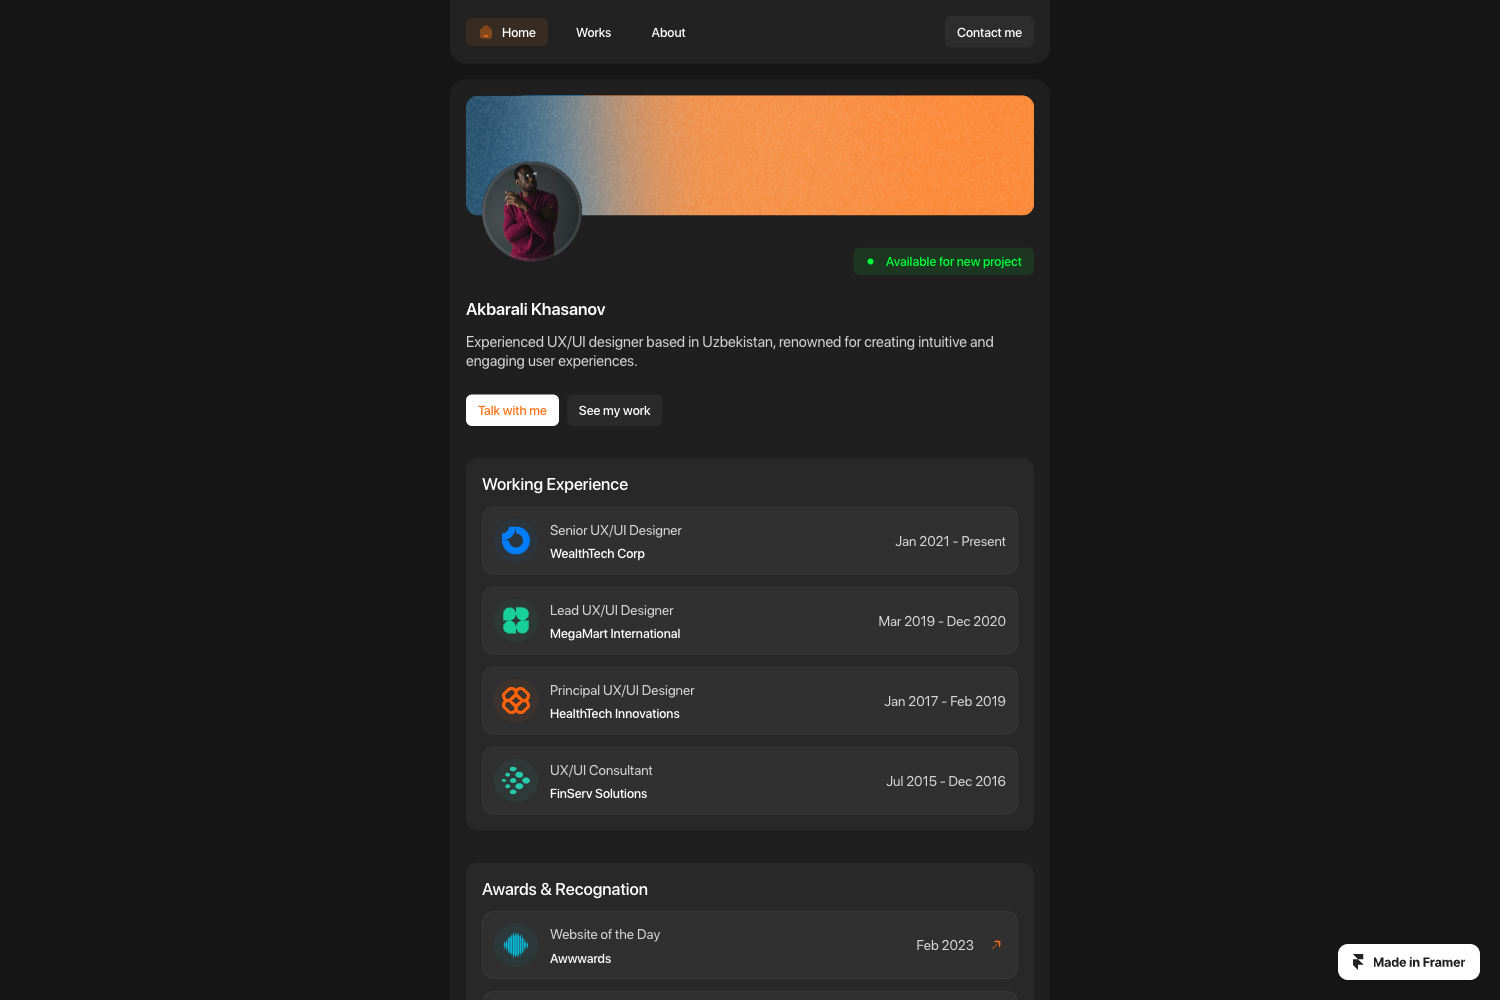 Home
Works
About
Contact me
Available for new project
Akbarali Khasanov
Experienced UX/UI designer based in Uzbekistan, renowned for creating intuitive and
engaging user experiences.
Talk with me
See my work
Working Experience
Senior UX/UI Designer
WealthTech Corp
Jan 2021 - Present
Lead UX/UI Designer
MegaMart International
Mar 2019 - Dec 2020
Principal UX/UI Designer
HealthTech Innovations
Jan 2017 - Feb 2019
UX/UI Consultant
FinServ Solutions
Jul 2015 - Dec 2016
Awards & Recognation
Website of the Day
Awwwards
Feb 2023
Made in Framer